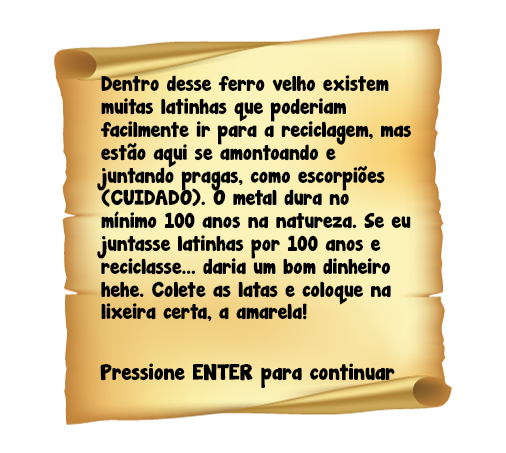 Dentro desse ferro velho existem
muitas latinhas que poderiam
facilmente ir para a reciclagem, mas
estão aqui se amontoando e
juntando pragas, como escorpiões
(CUIDADO). O metal dura no
mínimo 100 anos na natureza. Se eu
juntasse latinhas por 100 anos e
reciclasse... daria um bom dinheiro
hehe. Colete as latas e coloque na
lixeira certa, a amarela!
Pressione ENTER para continuar